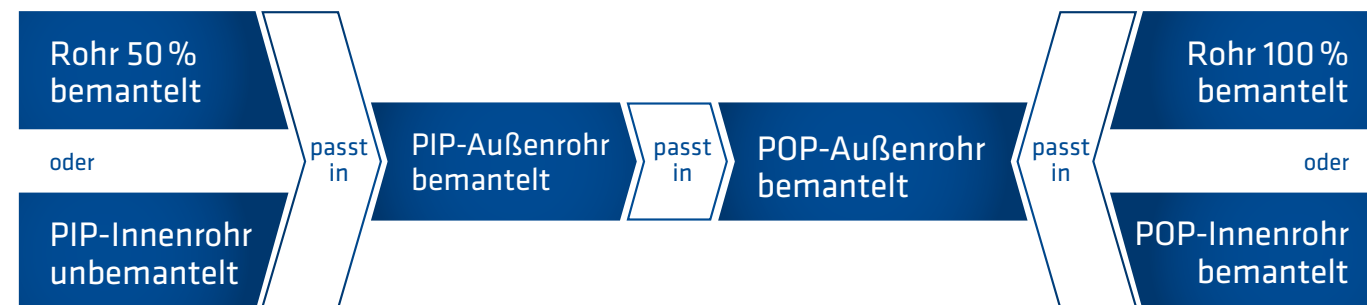 Rohr 50 %
bemantelt
oder
PIP-Innenrohr
unbemantelt
passt
in
PIP-Außenrohr
bemantelt
passt
in
POP-Außenrohr
bemantelt
passt
in
Rohr 100 %
bemantelt
oder
POP-Innenrohr
bemantelt